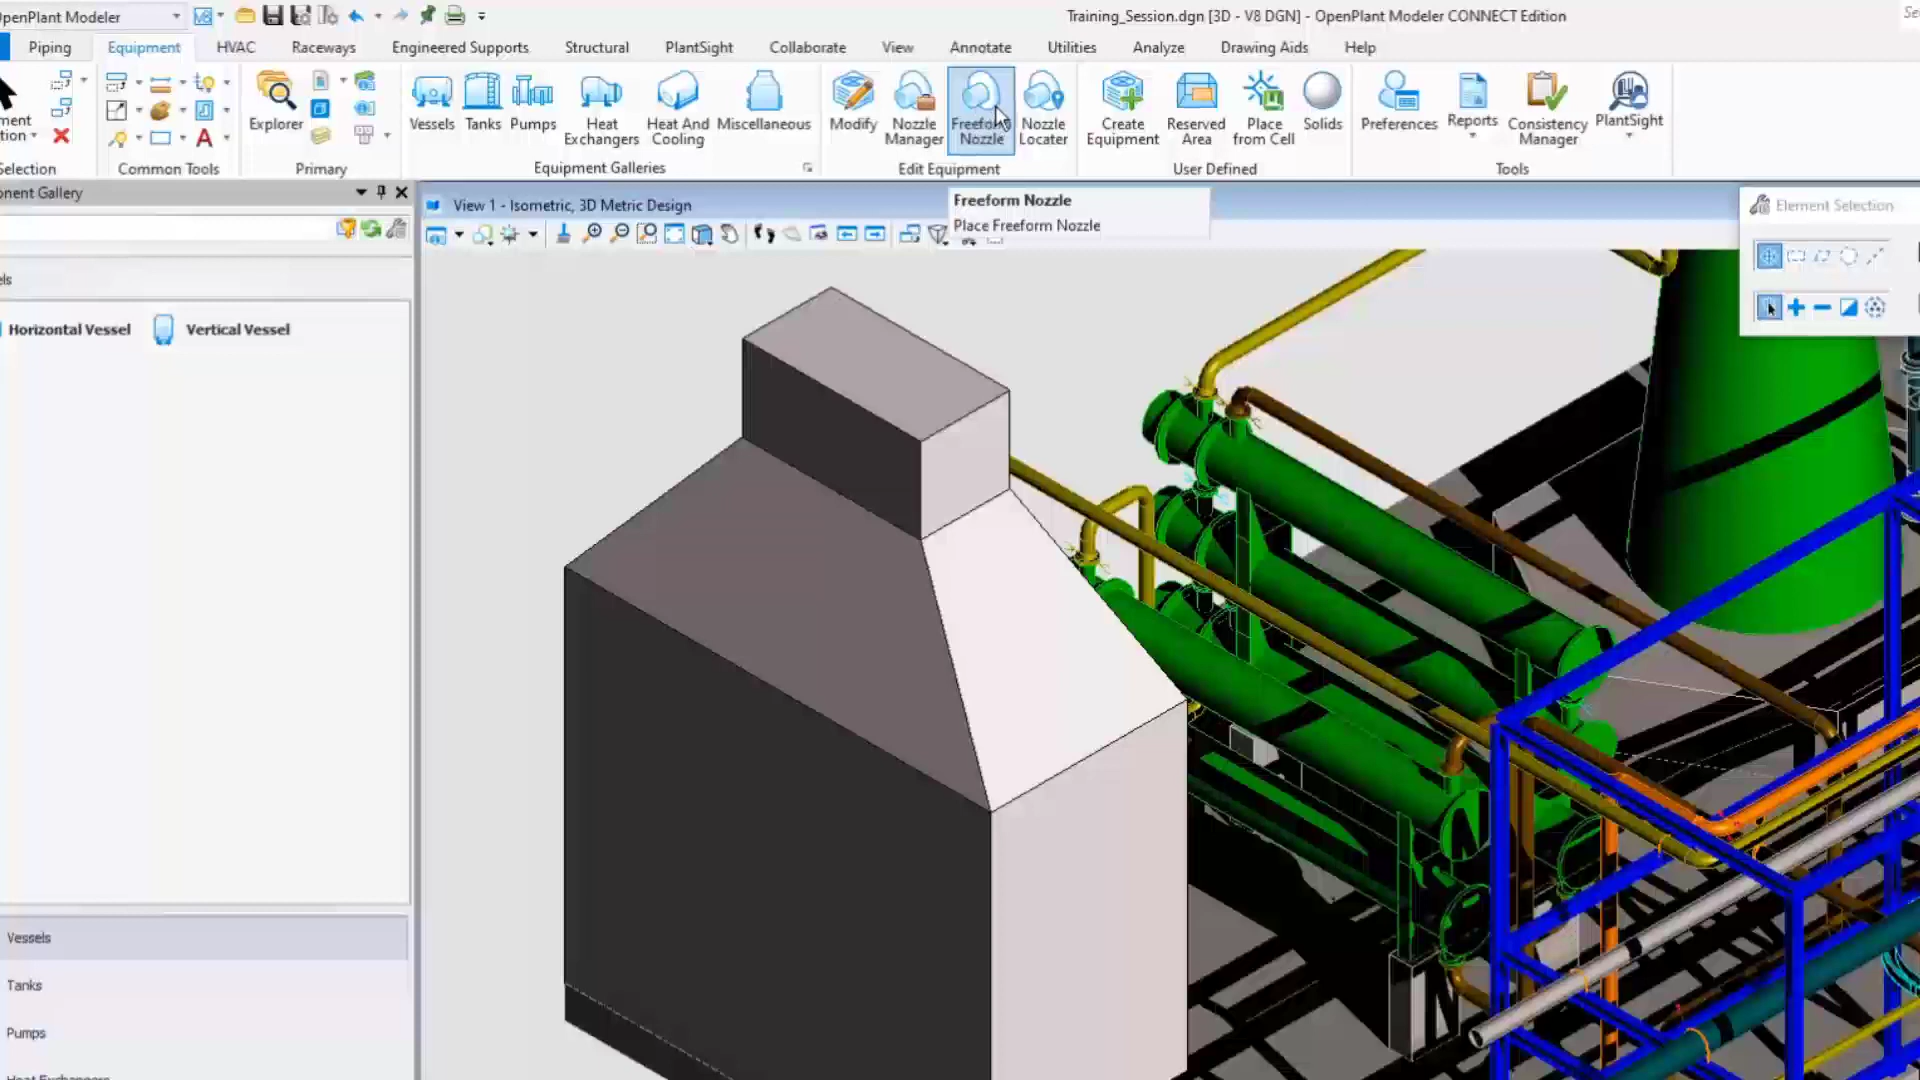 OpenPlant Modeler
Training_Session.dgn [3D - V8 DGN] - OpenPlant Modeler CONNECT Edition
Piping Equipment HVAC Raceways Engineered Supports Structural PlantSight Collaborate View Annotate Utilities Analyze Drawing Aids Help
Explorer
Vessels Tanks Pumps Heat Exchangers Heat And Cooling Miscellaneous
Modify Nozzle Manager Freeform Nozzle Nozzle Locater
Create Equipment Reserved Area Place from Cell Solids
Preferences Reports Consistency Manager PlantSight
Selection Common Tools Primary Equipment Galleries Edit Equipment User Defined Tools
Component Gallery
View 1 - Isometric, 3D Metric Design
Freeform Nozzle
Place Freeform Nozzle
Element Selection
Horizontal Vessel Vertical Vessel
Vessels
Tanks
Pumps
Heat Exchangers